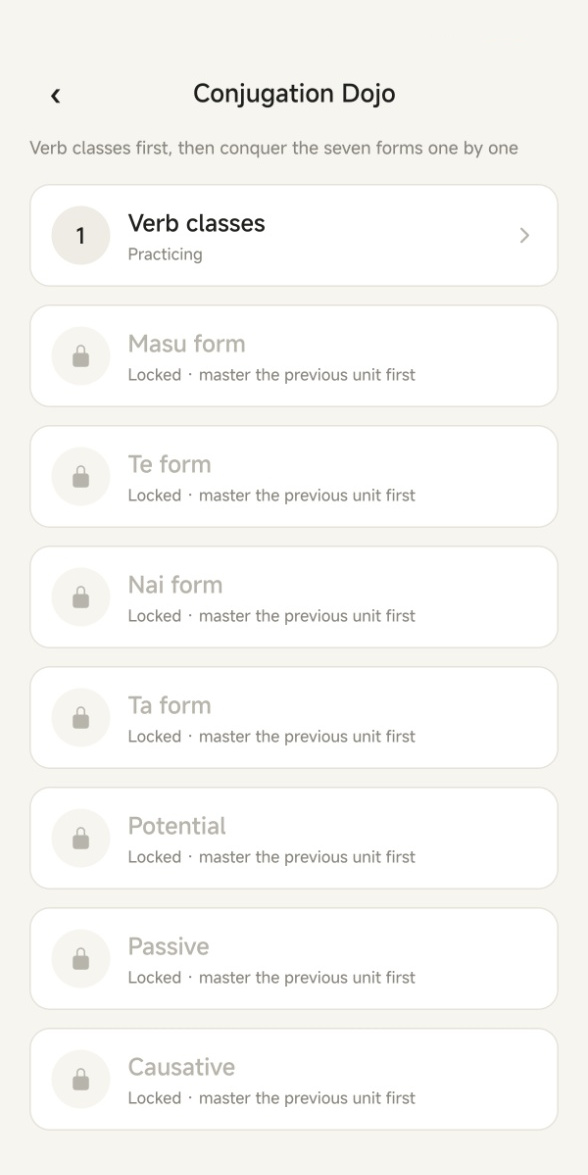 Conjugation Dojo
Verb classes first, then conquer the seven forms one by one
1
Verb classes
Practicing
Masu form
Locked · master the previous unit first
Te form
Locked · master the previous unit first
Nai form
Locked · master the previous unit first
Ta form
Locked · master the previous unit first
Potential
Locked · master the previous unit first
Passive
Locked · master the previous unit first
Causative
Locked · master the previous unit first